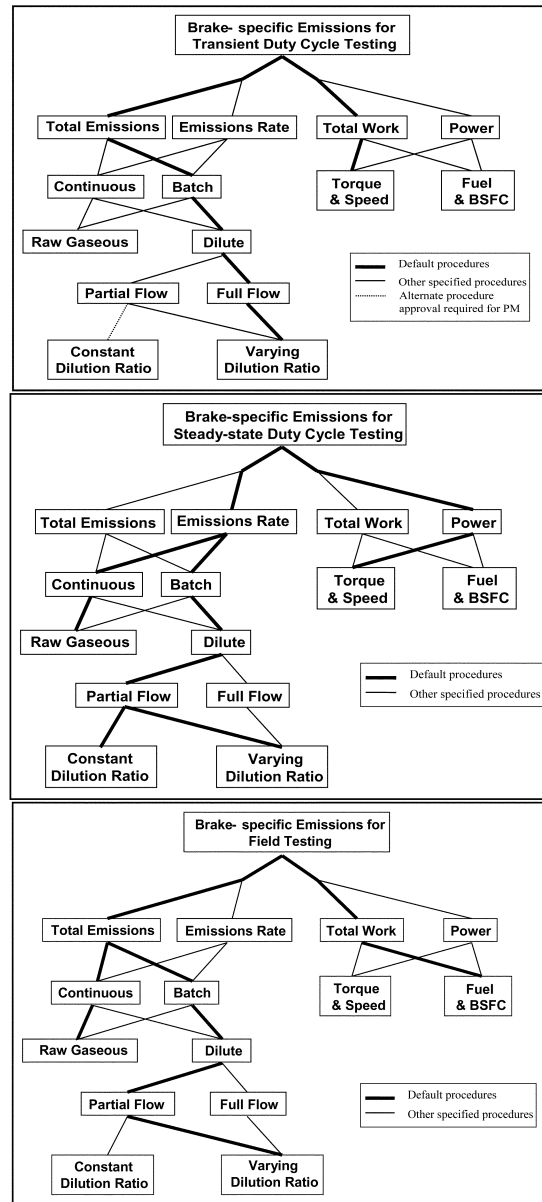 Brake- specific Emissions for
Transient Duty Cycle Testing
Total Emissions
Emissions Rate
Total Work
Power
Continuous
Batch
Torque
& Speed
Fuel
& BSFC
Raw Gaseous
Dilute
Partial Flow
Full Flow
Constant
Dilution Ratio
Varying
Dilution Ratio
Default procedures
Other specified procedures
Alternate procedure
approval required for PM
Brake-specific Emissions for
Steady-state Duty Cycle Testing
Total Emissions
Emissions Rate
Total Work
Power
Continuous
Batch
Torque
& Speed
Fuel
& BSFC
Raw Gaseous
Dilute
Partial Flow
Full Flow
Constant
Dilution Ratio
Varying
Dilution Ratio
Default procedures
Other specified procedures
Brake- specific Emissions for
Field Testing
Total Emissions
Emissions Rate
Total Work
Power
Continuous
Batch
Torque
& Speed
Fuel
& BSFC
Raw Gaseous
Dilute
Partial Flow
Full Flow
Constant
Dilution Ratio
Varying
Dilution Ratio
Default procedures
Other specified procedures